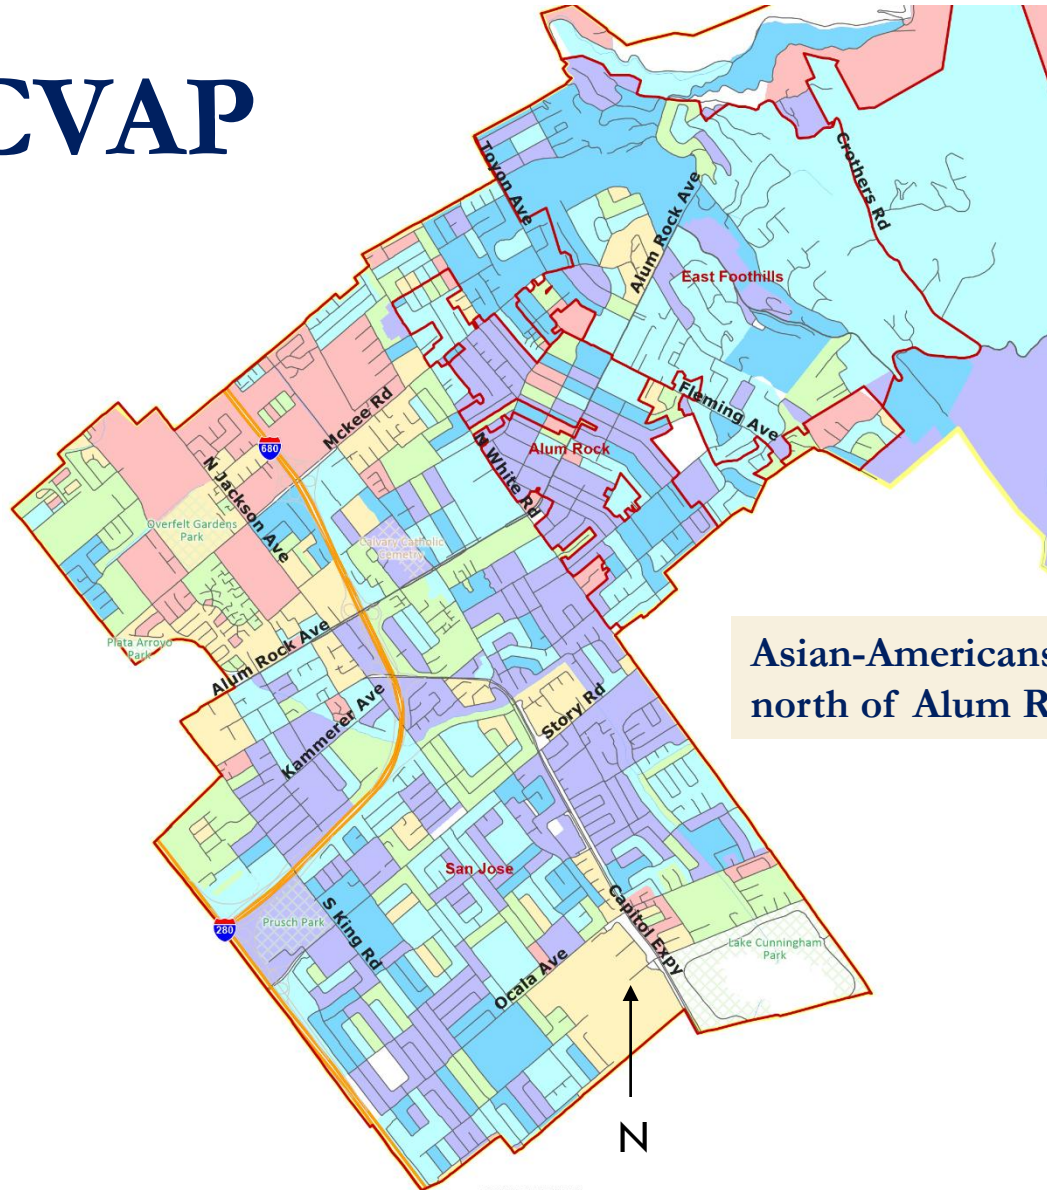 CVAP
Toyon Ave
Crothers Rd
Alum Rock Ave
East Foothills
Mckee Rd
Fleming Ave
680
N White Rd
Alum Rock
N Jackson Ave
Overfelt Gardens
Park
Calvary Catholic
cemetery
Plata Arroyo
Park
Alum Rock Ave
Asian-Americans
north of Alum R
Kammerer Ave
Story Rd
San Jose
S King Rd
Capitol Expy
280
Prusch Park
Lake Cunningham
Park
Ocala Ave
N